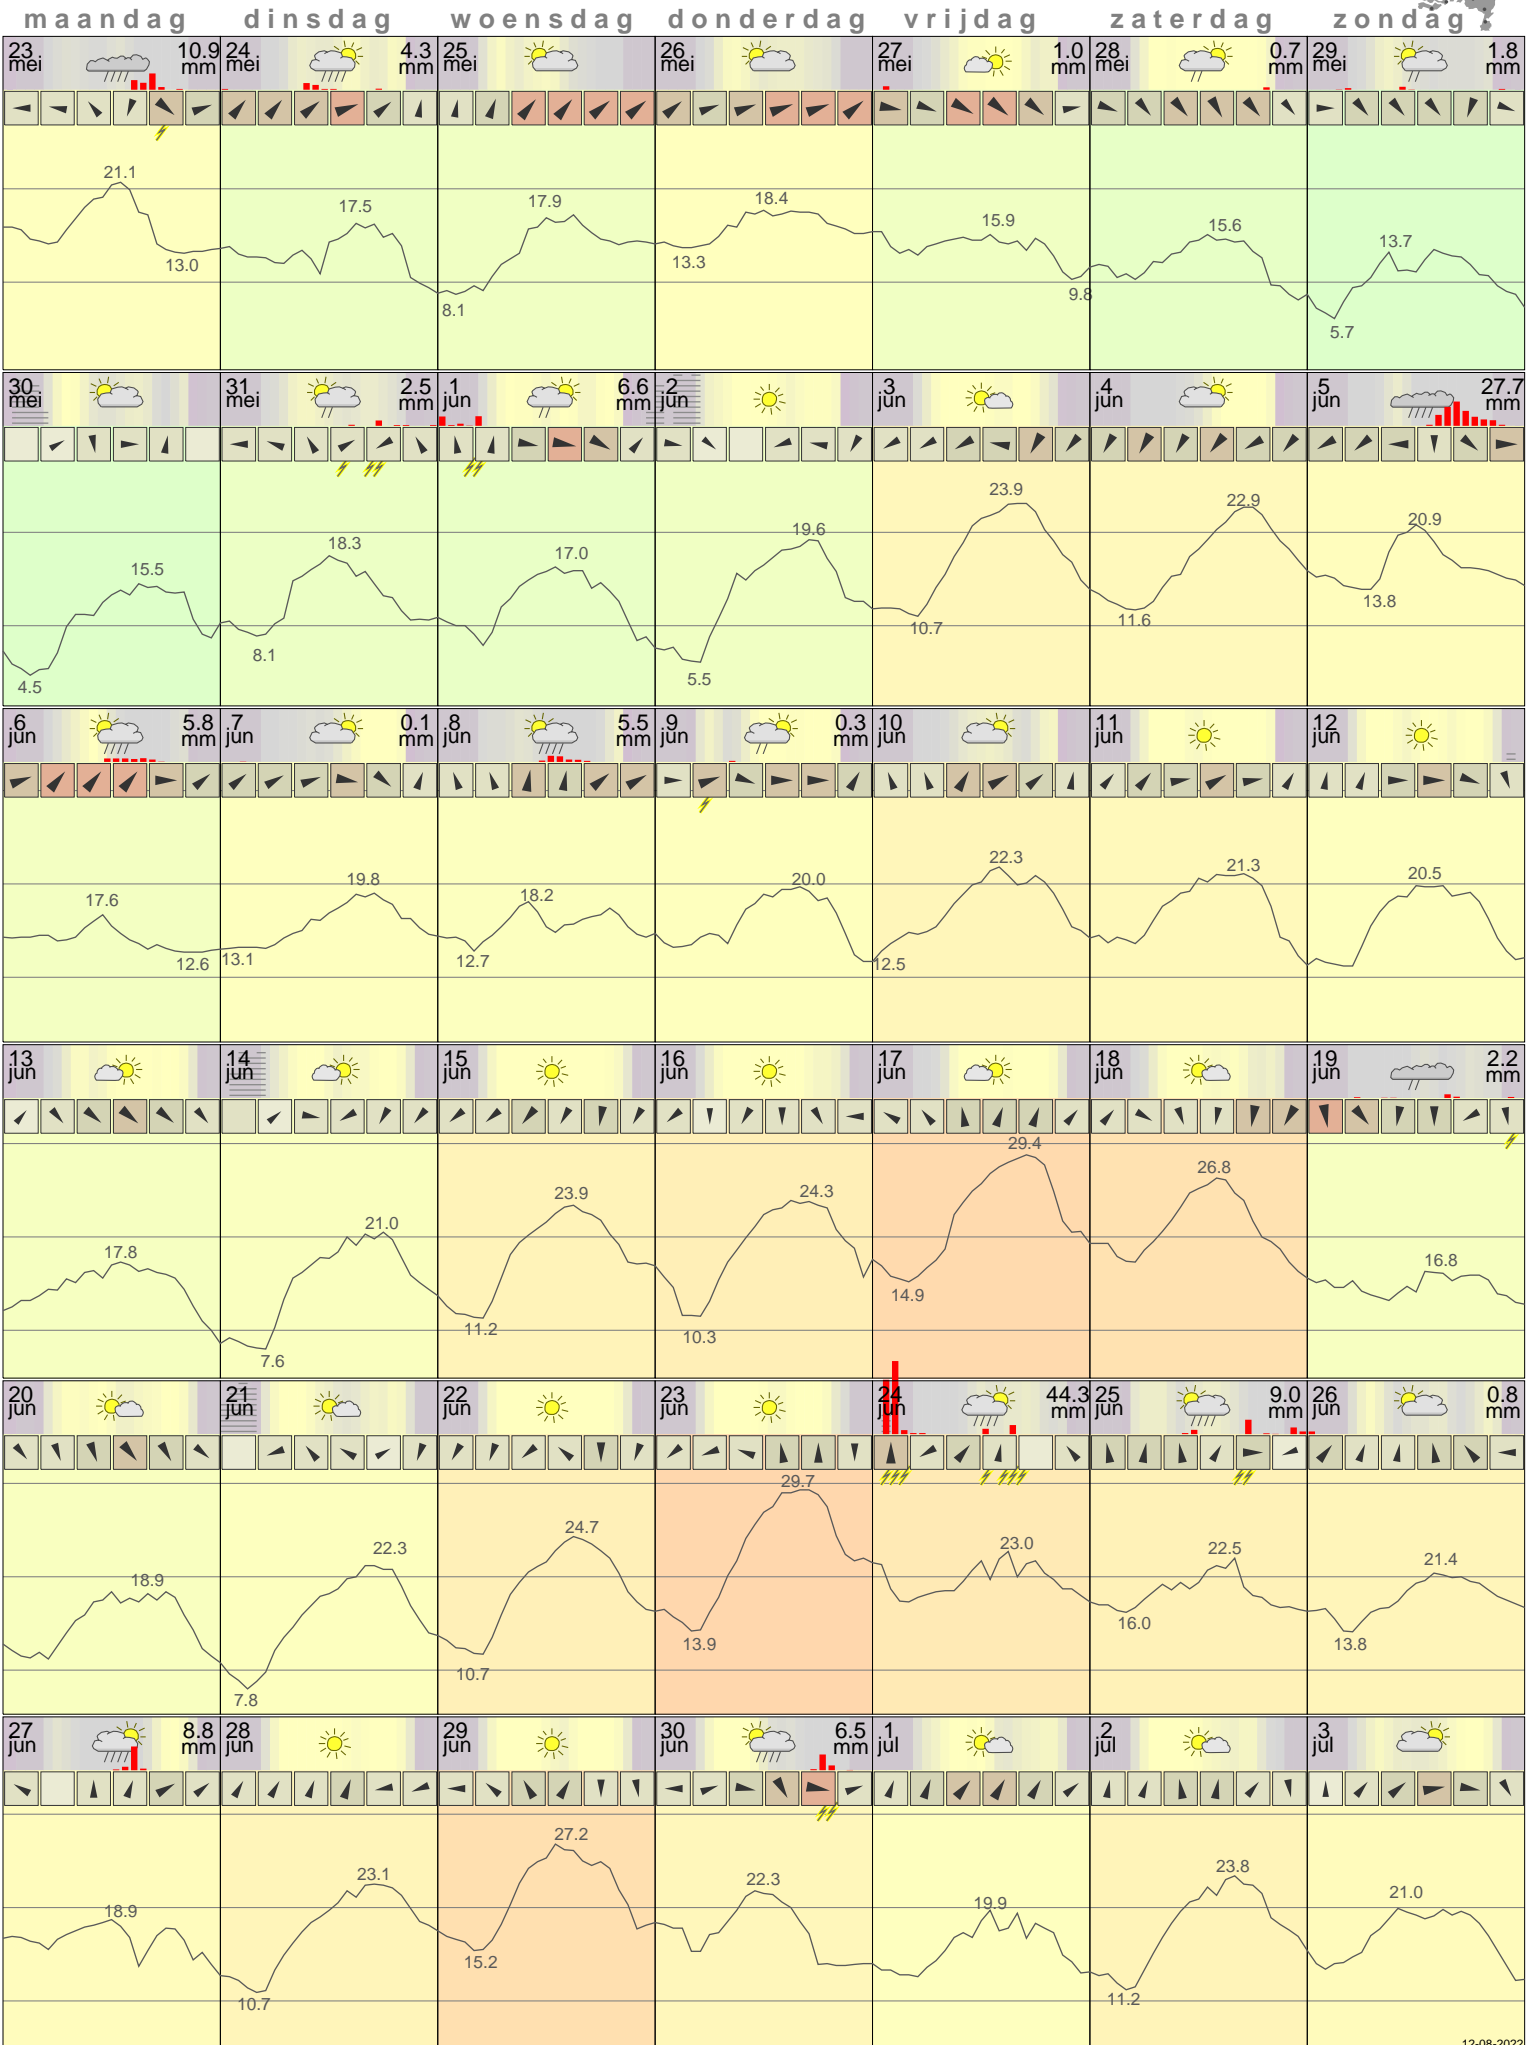 maandag dinsdag woensdag donderdag vrijdag zaterdag zondag
23 mei 10.9 mm 24 mei 4.3 mm 25 mei 26 mei 27 mei 1.0 mm 28 mei 0.7 mm 29 mei 1.8 mm
21.1 13.0 17.5 8.1 17.9 13.3 18.4 15.9 9.8 15.6 13.7 5.7
30 mei 31 mei 2.5 mm 1 jun 6.6 mm 2 jun 3 jun 4 jun 5 jun 27.7 mm
4.5 15.5 8.1 18.3 17.0 5.5 19.6 10.7 23.9 11.6 22.9 13.8 20.9
6 jun 5.8 mm 7 jun 0.1 mm 8 jun 5.5 mm 9 jun 0.3 mm 10 jun 11 jun 12 jun
17.6 12.6 13.1 19.8 12.7 18.2 20.0 12.5 22.3 21.3 20.5
13 jun 14 jun 15 jun 16 jun 17 jun 18 jun 19 jun 2.2 mm
17.8 7.6 21.0 11.2 23.9 10.3 24.3 14.9 29.4 26.8 16.8
20 jun 21 jun 22 jun 23 jun 24 jun 44.3 mm 25 jun 9.0 mm 26 jun 0.8 mm
18.9 7.8 22.3 10.7 24.7 13.9 29.7 23.0 16.0 22.5 13.8 21.4
27 jun 8.8 mm 28 jun 29 jun 30 jun 6.5 mm 1 jul 2 jul 3 jul
18.9 10.7 23.1 15.2 27.2 22.3 19.9 11.2 23.8 21.0
12-08-2022